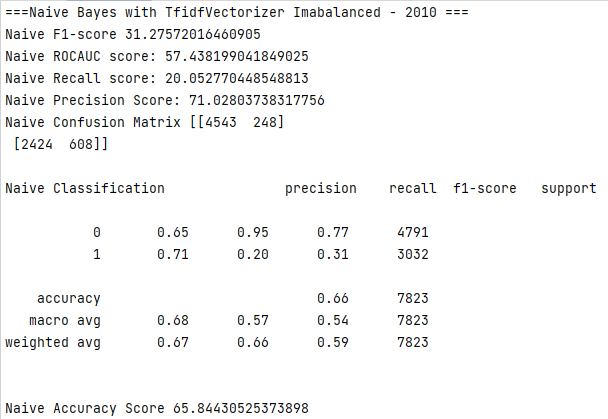 ===Naive Bayes with TfidfVectorizer Imabalanced - 2010 ===
Naive F1-score 31.27572016460905
Naive ROCAUC score: 57.438199041849025
Naive Recall score: 20.052770448548813
Naive Precision Score: 71.02803738317756
Naive Confusion Matrix [[4543  248]
 [2424  608]]
Naive Classification               precision    recall  f1-score   support
           0       0.65      0.95      0.77      4791
           1       0.71      0.20      0.31      3032
    accuracy                           0.66      7823
   macro avg       0.68      0.57      0.54      7823
weighted avg       0.67      0.66      0.59      7823
Naive Accuracy Score 65.84430525373898